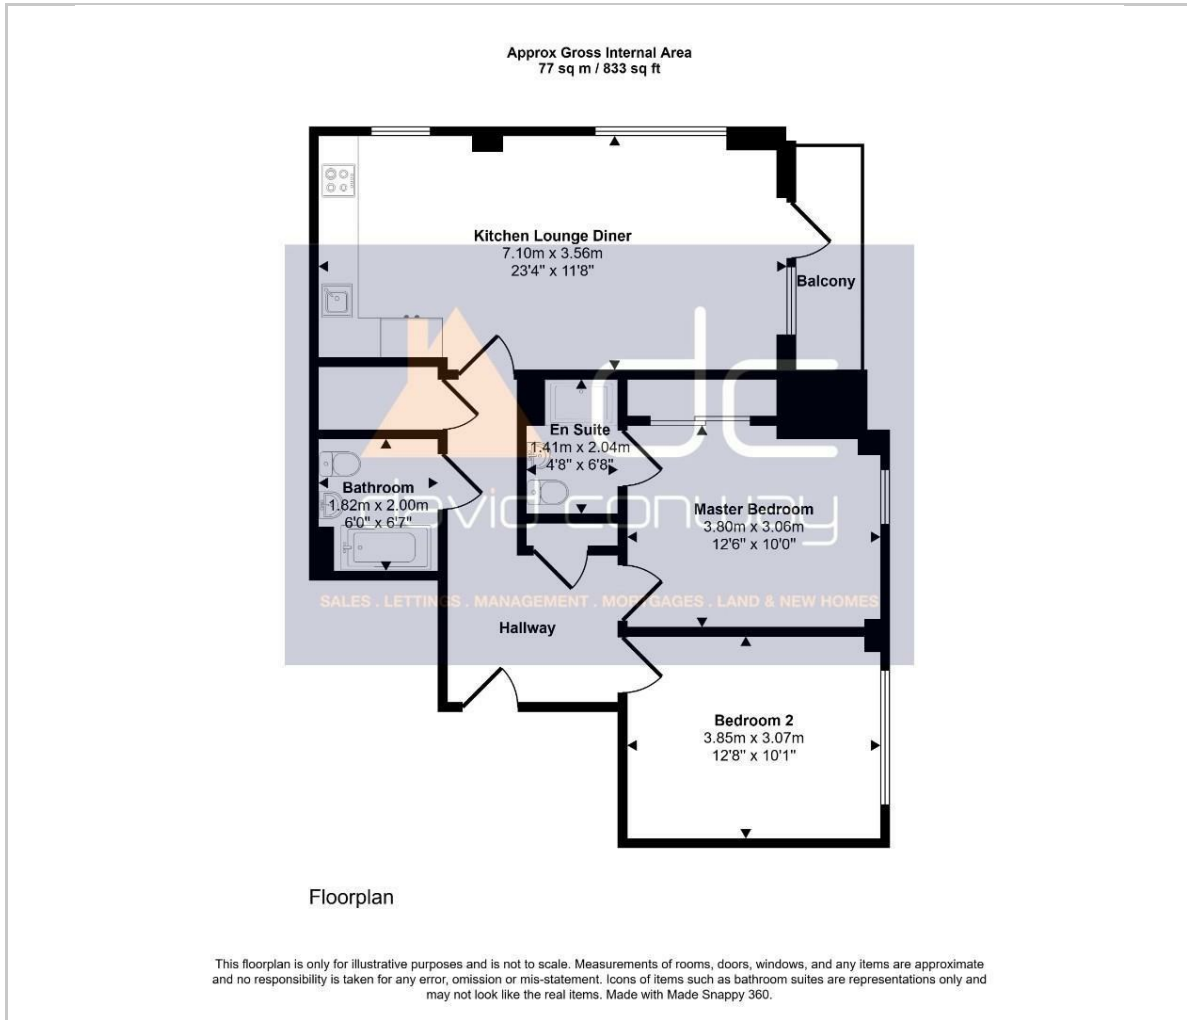 Approx Gross Internal Area
77 sq m / 833 sq ft
Kitchen Lounge Diner
7.10m x 3.56m
23'4" x 11'8"
Balcony
En Suite
1.41m x 2.04m
4'8" x 6'8"
Bathroom
1.82m x 2.00m
6'0" x 6'7"
Master Bedroom
3.80m x 3.06m
12'6" x 10'0"
dc
david conway
SALES . LETTINGS . MANAGEMENT . MORTGAGES . LAND & NEW HOMES
Hallway
Bedroom 2
3.85m x 3.07m
12'8" x 10'1"
Floorplan
This floorplan is only for illustrative purposes and is not to scale. Measurements of rooms, doors, windows, and any items are approximate
and no responsibility is taken for any error, omission or mis-statement. Icons of items such as bathroom suites are representations only and
may not look like the real items. Made with Made Snappy 360.